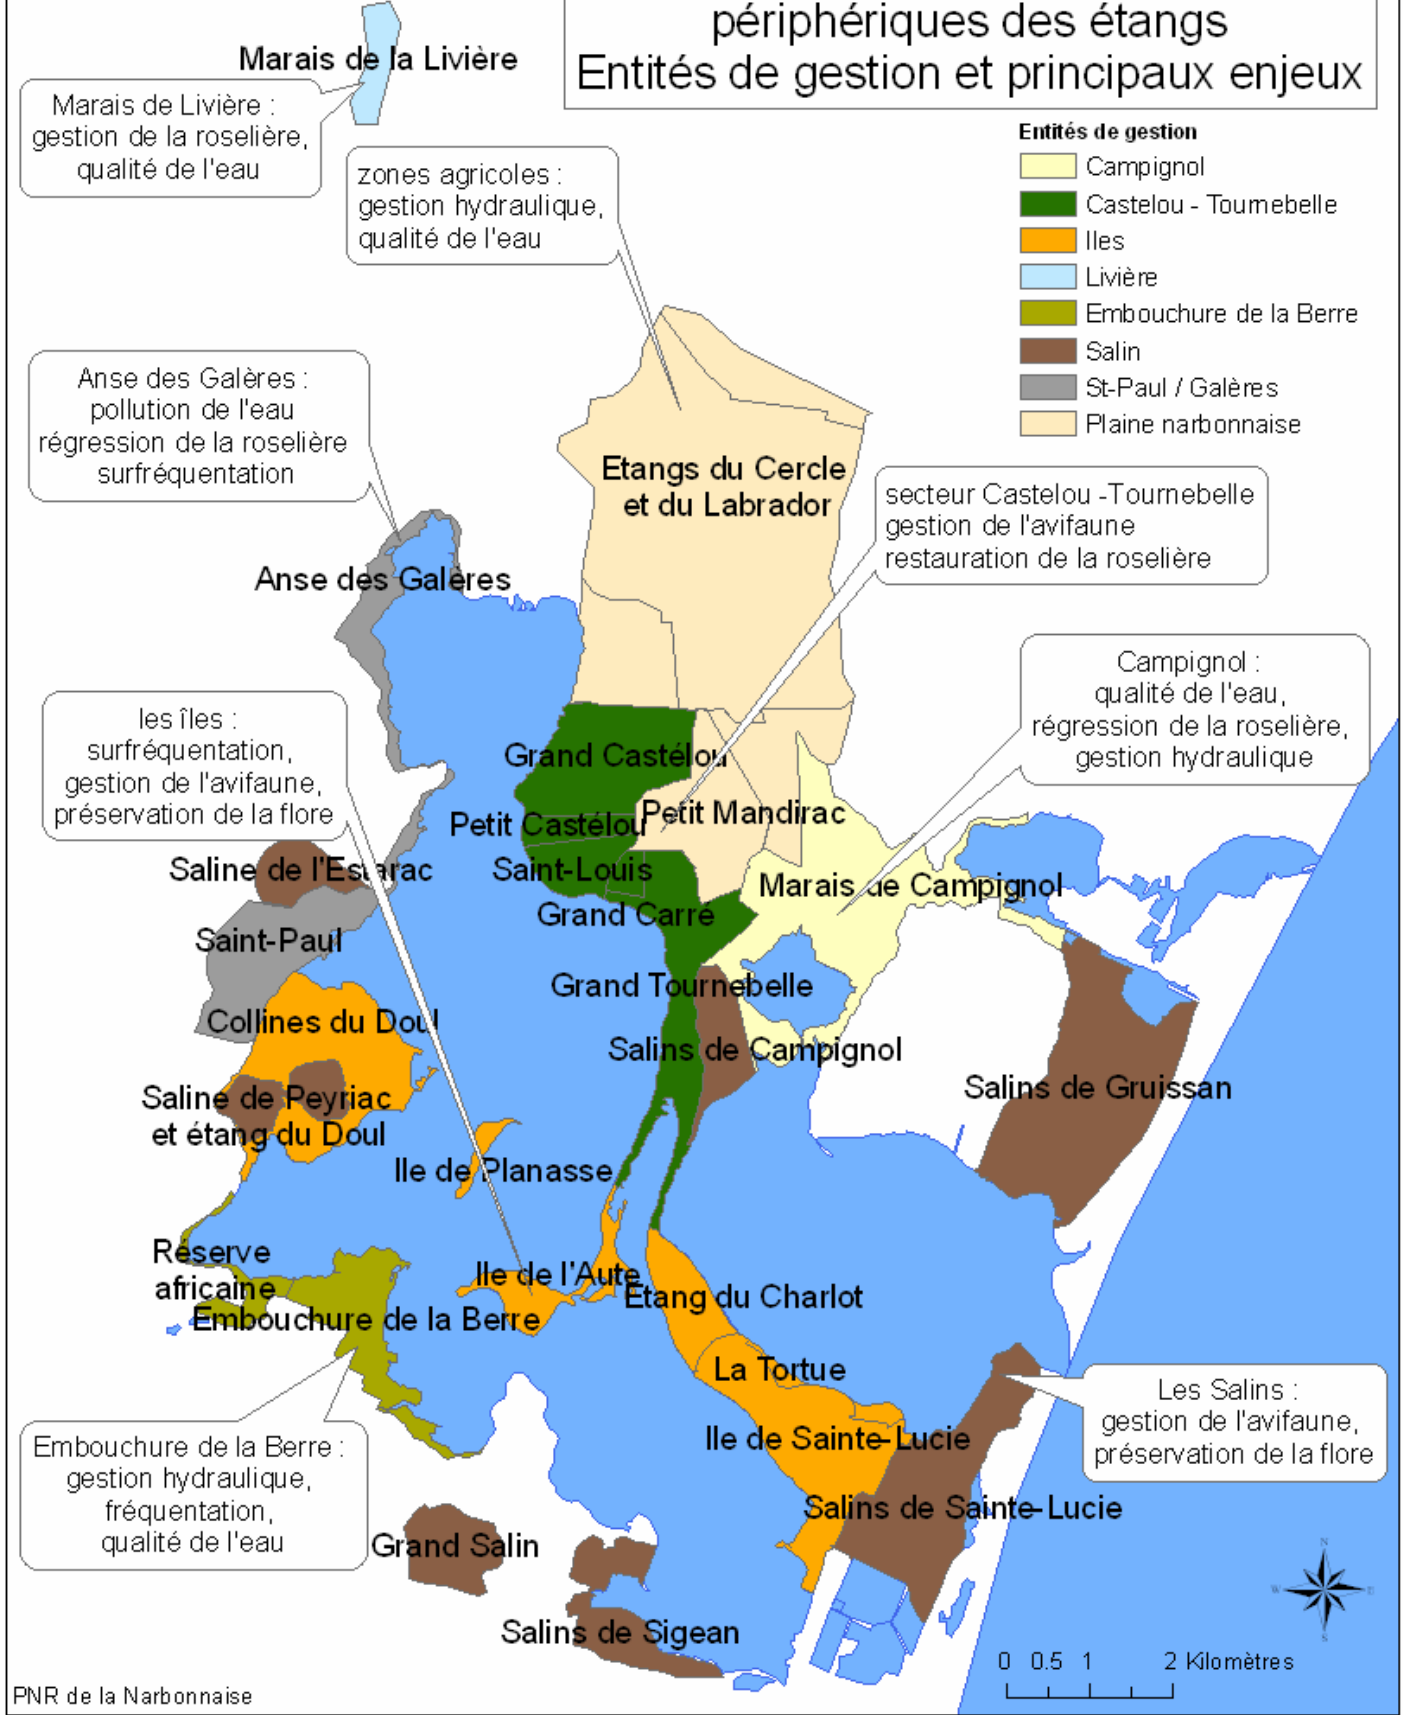 périphériques des étangs
Entités de gestion et principaux enjeux
Marais de la Livière
Marais de Livière :
gestion de la roselière,
qualité de l'eau
zones agricoles :
gestion hydraulique,
qualité de l'eau
Entités de gestion
Campignol
Castelou - Tournebelle
Iles
Livière
Embouchure de la Berre
Salin
St-Paul / Galères
Plaine narbonnaise
Anse des Galères :
pollution de l'eau
régression de la roselière
surfréquentation
Etangs du Cercle
et du Labrador
secteur Castelou -Tournebelle
gestion de l'avifaune
restauration de la roselière
Anse des Galères
Campignol :
qualité de l'eau,
régression de la roselière,
gestion hydraulique
les îles :
surfréquentation,
gestion de l'avifaune,
préservation de la flore
Grand Castélou
Petit Mandirac
Petit Castélou
Saline de l'Estarac
Saint-Louis
Marais de Campignol
Grand Carré
Saint-Paul
Grand Tournebelle
Collines du Doul
Salins de Campignol
Salins de Gruissan
Saline de Peyriac
et étang du Doul
Ile de Planasse
Réserve
africaine
Ile de l'Aute
Etang du Charlot
Embouchure de la Berre
La Tortue
Les Salins :
gestion de l'avifaune,
préservation de la flore
Ile de Sainte-Lucie
Embouchure de la Berre :
gestion hydraulique,
fréquentation,
qualité de l'eau
Salins de Sainte-Lucie
Grand Salin
Salins de Sigean
N
W
E
S
0 0.5 1 2 Kilomètres
PNR de la Narbonnaise